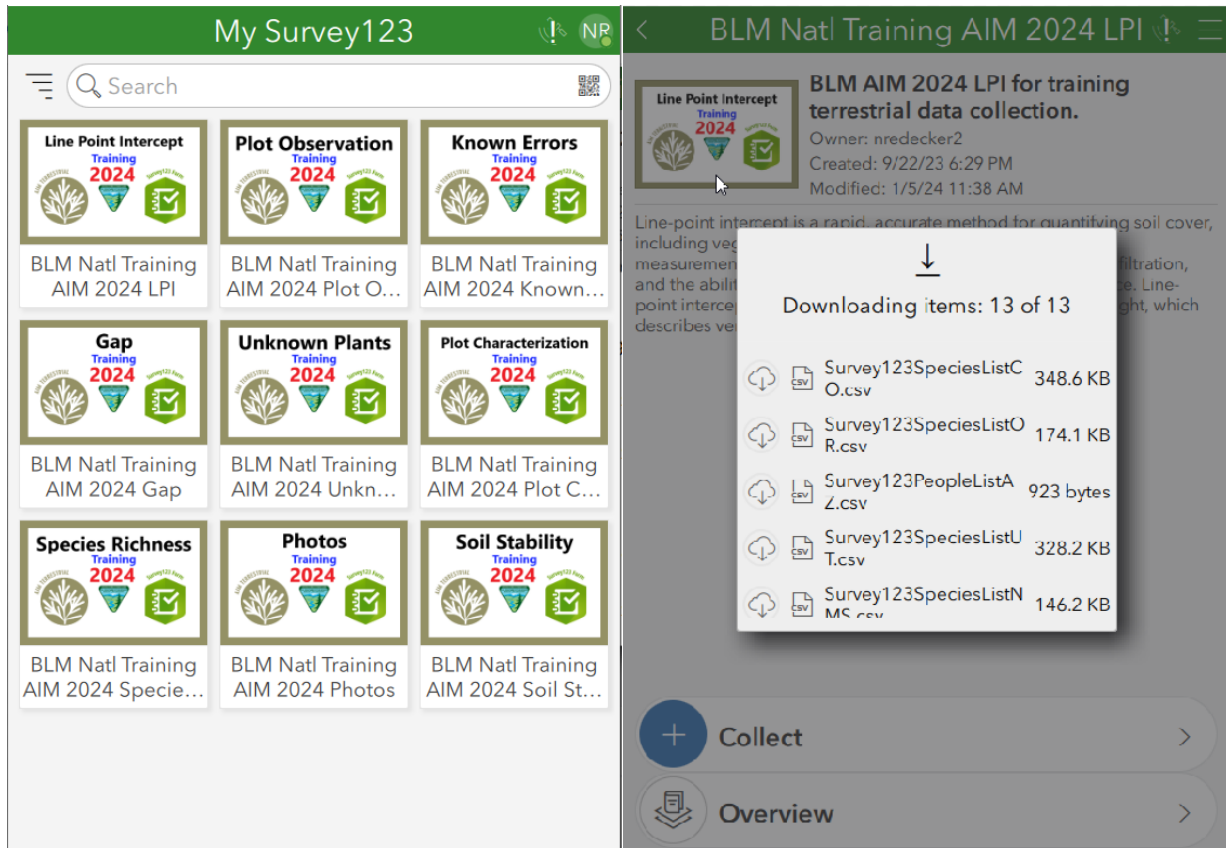 My Survey123
NR
Search
Line Point Intercept
Training
2024
BLM Natl Training
AIM 2024 LPI
Plot Observation
Training
2024
BLM Natl Training
AIM 2024 Plot O...
Known Errors
Training
2024
BLM Natl Training
AIM 2024 Known...
Gap
Training
2024
BLM Natl Training
AIM 2024 Gap
Unknown Plants
Training
2024
BLM Natl Training
AIM 2024 Unkn...
Plot Characterization
Training
2024
BLM Natl Training
AIM 2024 Plot C...
Species Richness
Training
2024
BLM Natl Training
AIM 2024 Specie...
Photos
Training
2024
BLM Natl Training
AIM 2024 Photos
Soil Stability
Training
2024
BLM Natl Training
AIM 2024 Soil St...
BLM Natl Training AIM 2024 LPI
Line Point Intercept
Training
2024
BLM AIM 2024 LPI for training
terrestrial data collection.
Owner: nredecker2
Created: 9/22/23 6:29 PM
Modified: 1/5/24 11:38 AM
Line-point intercept is a rapid, accurate method for quantifying soil cover,
including veg
measuremen filtration,
and the abilit e. Line-
point interce ght, which
describes ve
Downloading items: 13 of 13
CSV
Survey123SpeciesListC
O.csv
348.6 KB
CSV
Survey123SpeciesListO
R.csv
174.1 KB
CSV
Survey123PeopleListA
Z.csv
923 bytes
CSV
Survey123SpeciesListU
T.csv
328.2 KB
CSV
Survey123SpeciesListN
MS.csv
146.2 KB
Collect
Overview